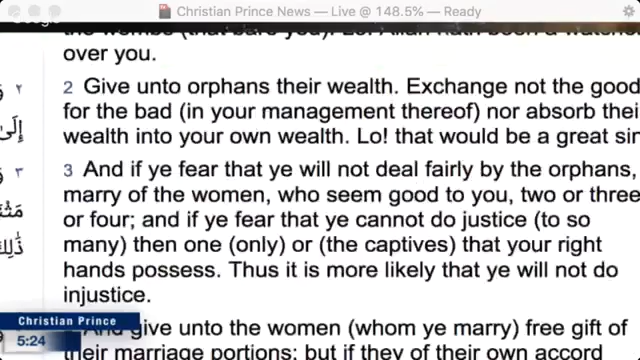 Christian Prince News — Live @ 148.5% — Ready
over you.
2 Give unto orphans their wealth. Exchange not the good
for the bad (in your management thereof) nor absorb thei
wealth into your own wealth. Lo! that would be a great sin
3 And if ye fear that ye will not deal fairly by the orphans,
marry of the women, who seem good to you, two or three
or four; and if ye fear that ye cannot do justice (to so
many) then one (only) or (the captives) that your right
hands possess. Thus it is more likely that ye will not do
injustice.
And give unto the women (whom ye marry) free gift of
their marriage portions; but if they of their own accord
٢
إِلَىٰ
٣
Christian Prince
5:24